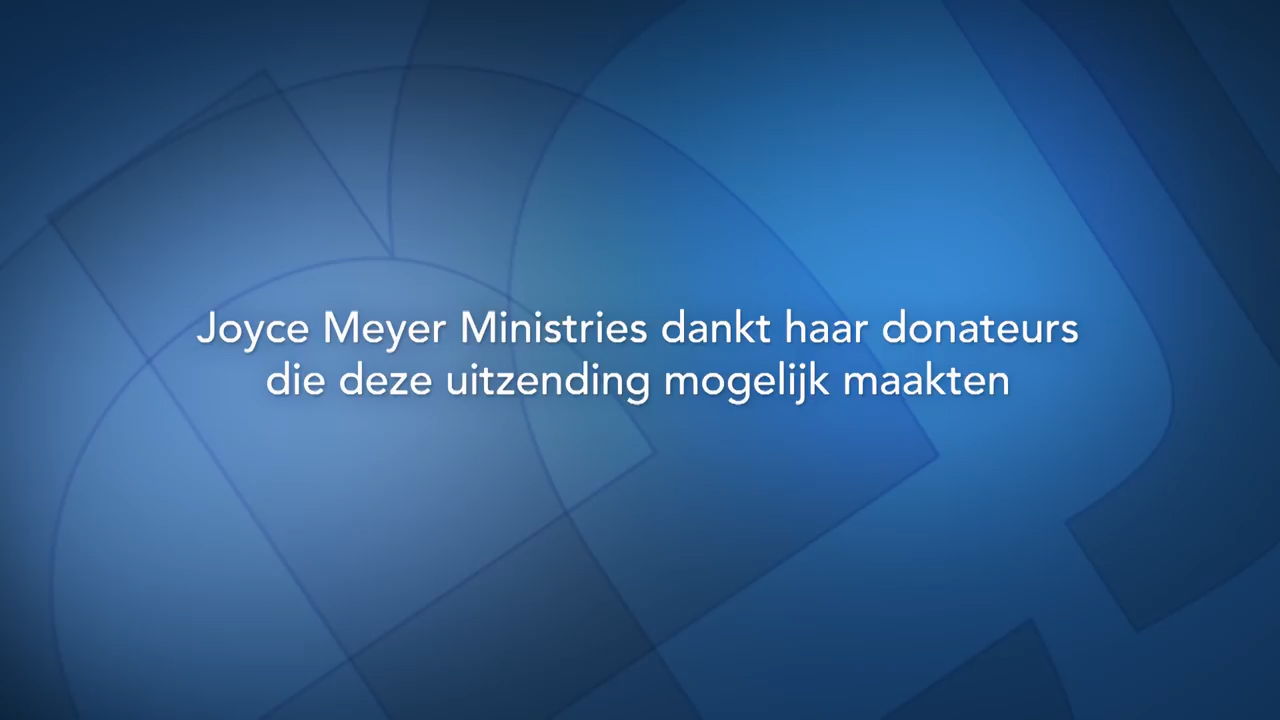 Joyce Meyer Ministries dankt haar donateurs
die deze uitzending mogelijk maakten